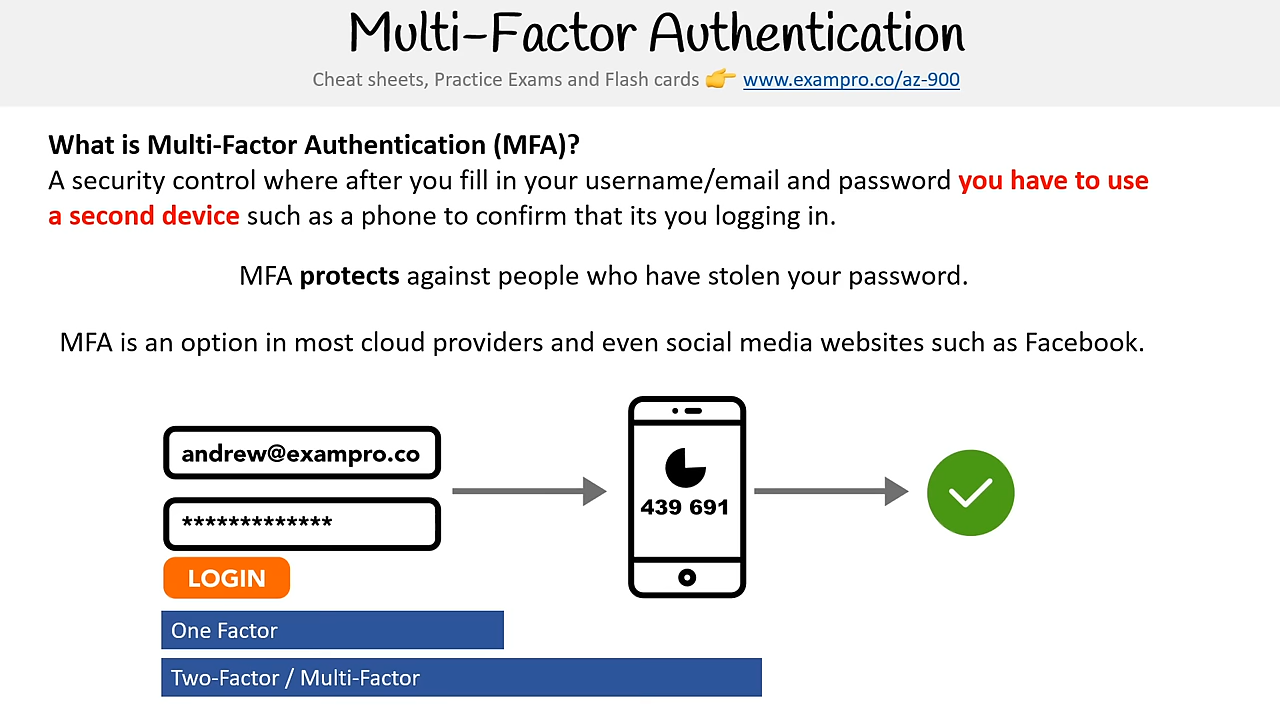 Multi-Factor Authentication
Cheat sheets, Practice Exams and Flash cards 👉 www.exampro.co/az-900
What is Multi-Factor Authentication (MFA)?
A security control where after you fill in your username/email and password you have to use
a second device such as a phone to confirm that its you logging in.
MFA protects against people who have stolen your password.
MFA is an option in most cloud providers and even social media websites such as Facebook.
andrew@exampro.co
*************
LOGIN
439 691
One Factor
Two-Factor / Multi-Factor